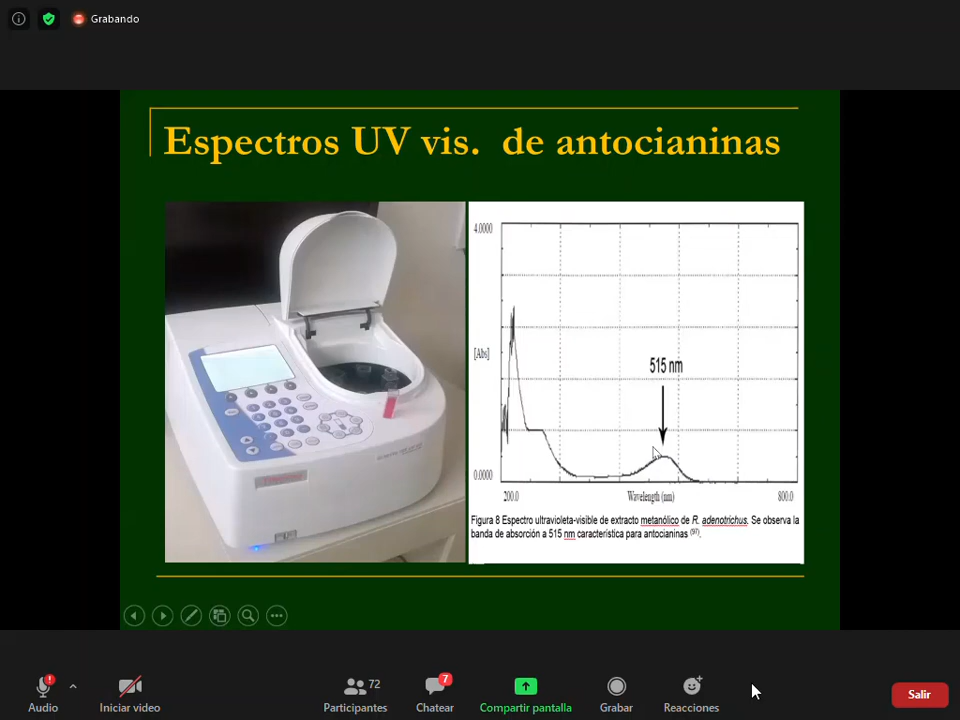 Grabando
Espectros UV vis. de antocianinas
4.0000
[Abs]
515 nm
0.0000
200.0
Wavelength (nm)
800.0
Figura 8 Espectro ultravioleta-visible de extracto metanólico de R. adenotrichus. Se observa la
banda de absorción a 515 nm característica para antocianinas (97).
Audio
Iniciar video
72
Participantes
7
Chatear
Compartir pantalla
Grabar
Reacciones
Salir